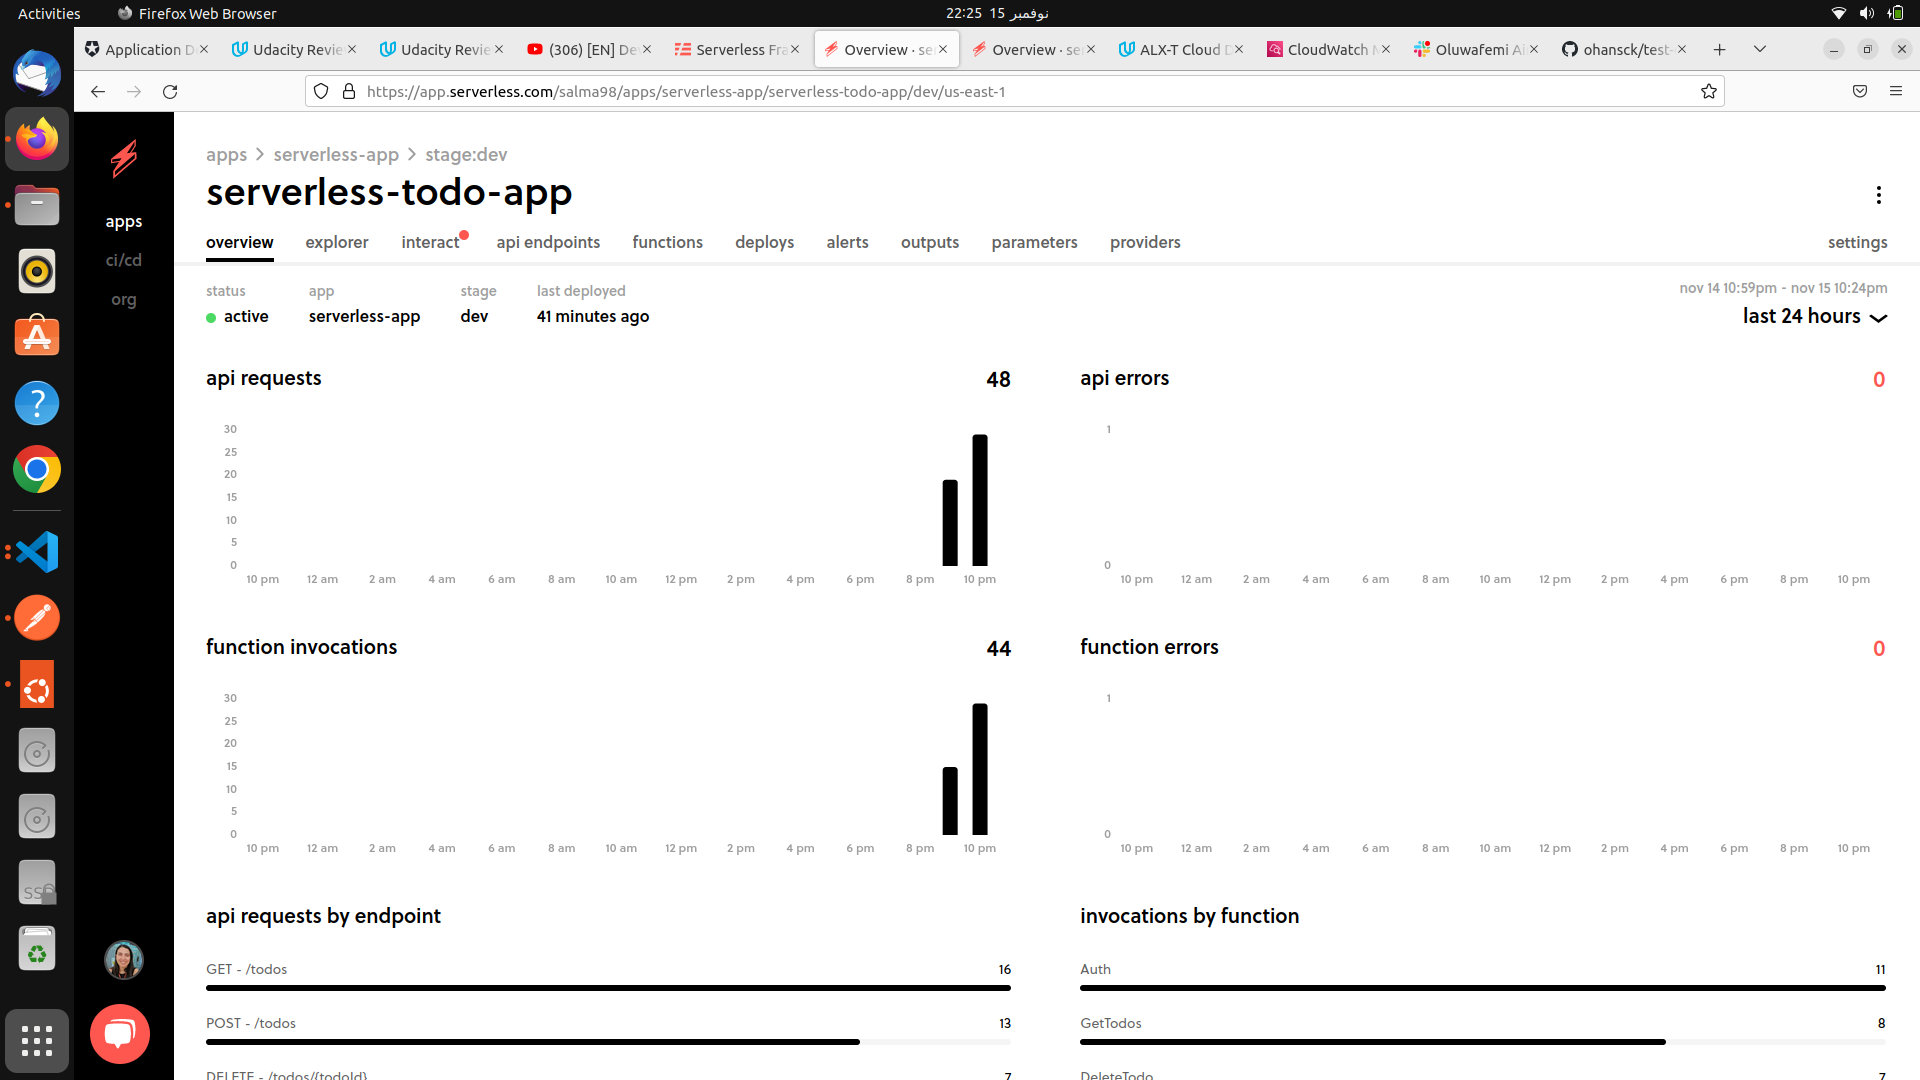 Activities
Firefox Web Browser
22:25 15 نوفمبر
Application D
Udacity Revie
Udacity Revie
(306) [EN] De
Serverless Fra
Overview · se
Overview · se
ALX-T Cloud D
CloudWatch M
Oluwafemi Ai
ohansck/test-
https://app.serverless.com/salma98/apps/serverless-app/serverless-todo-app/dev/us-east-1
apps
ci/cd
org
apps > serverless-app > stage:dev
serverless-todo-app
overview explorer interact api endpoints functions deploys alerts outputs parameters providers settings
status app stage last deployed
active serverless-app dev 41 minutes ago
nov 14 10:59pm - nov 15 10:24pm
last 24 hours
api requests 48
30
25
20
15
10
5
0
10 pm 12 am 2 am 4 am 6 am 8 am 10 am 12 pm 2 pm 4 pm 6 pm 8 pm 10 pm
api errors 0
1
0
10 pm 12 am 2 am 4 am 6 am 8 am 10 am 12 pm 2 pm 4 pm 6 pm 8 pm 10 pm
function invocations 44
30
25
20
15
10
5
0
10 pm 12 am 2 am 4 am 6 am 8 am 10 am 12 pm 2 pm 4 pm 6 pm 8 pm 10 pm
function errors 0
1
0
10 pm 12 am 2 am 4 am 6 am 8 am 10 am 12 pm 2 pm 4 pm 6 pm 8 pm 10 pm
api requests by endpoint
GET - /todos 16
POST - /todos 13
DELETE - /todos/{todoId} 7
invocations by function
Auth 11
GetTodos 8
DeleteTodo 7